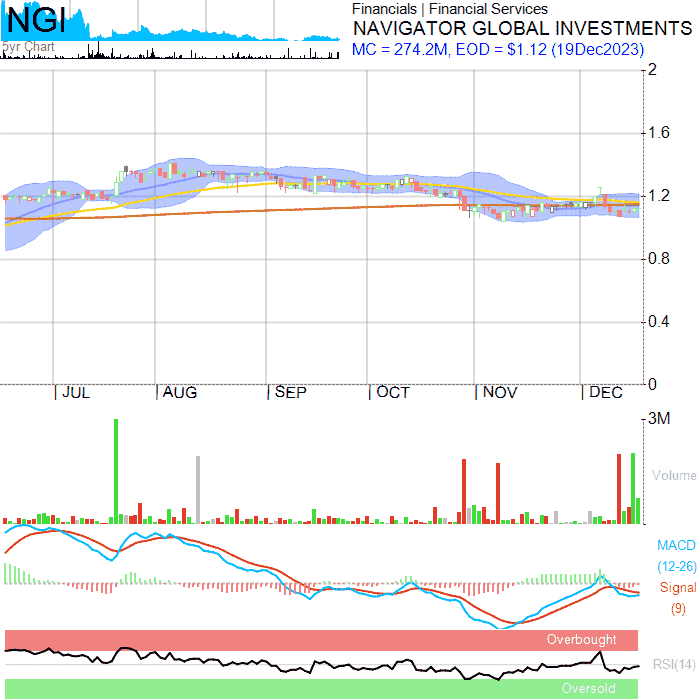 NGI
5yr Chart
Financials | Financial Services
NAVIGATOR GLOBAL INVESTMENTS
MC = 274.2M, EOD = $1.12 (19Dec2023)
2
1.6
1.2
0.8
0.4
0
JUL AUG SEP OCT NOV DEC
3M
Volume
MACD
(12-26)
Signal
(9)
Overbought
RSI(14)
Oversold